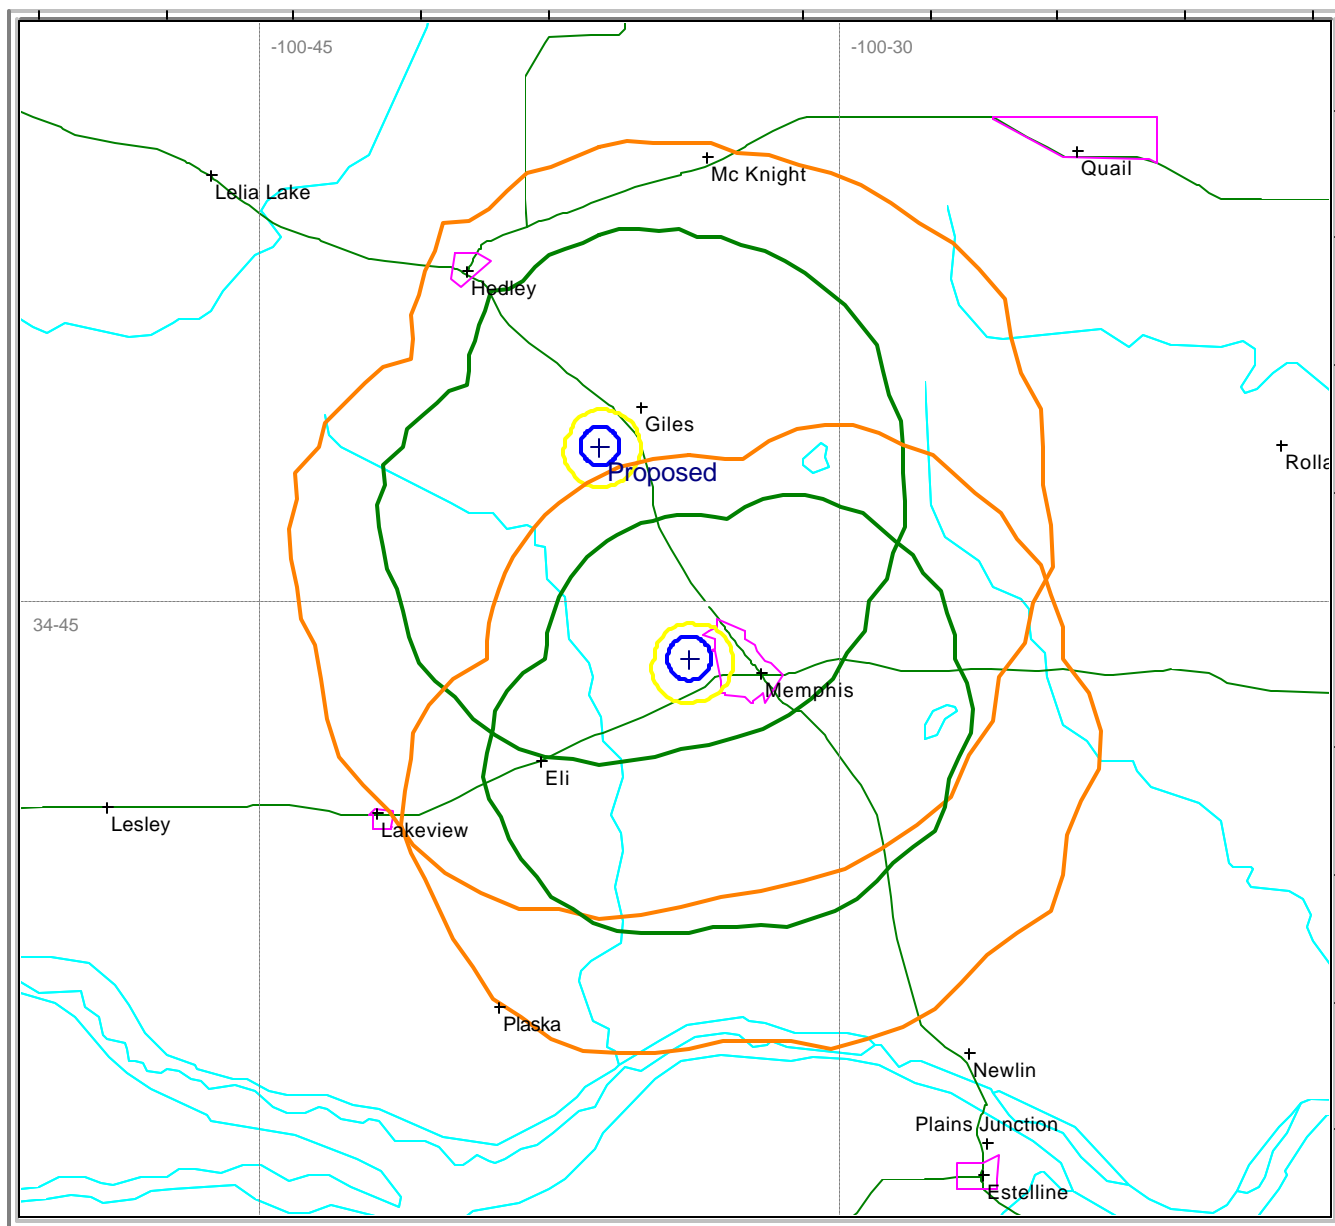 -100-45
-100-30
Mc Knight
Quail
Lelia Lake
Hedley
Giles
Rolla
Proposed
34-45
Memphis
Eli
Lesley
Lakeview
Plaska
Newlin
Plains Junction
Estelline